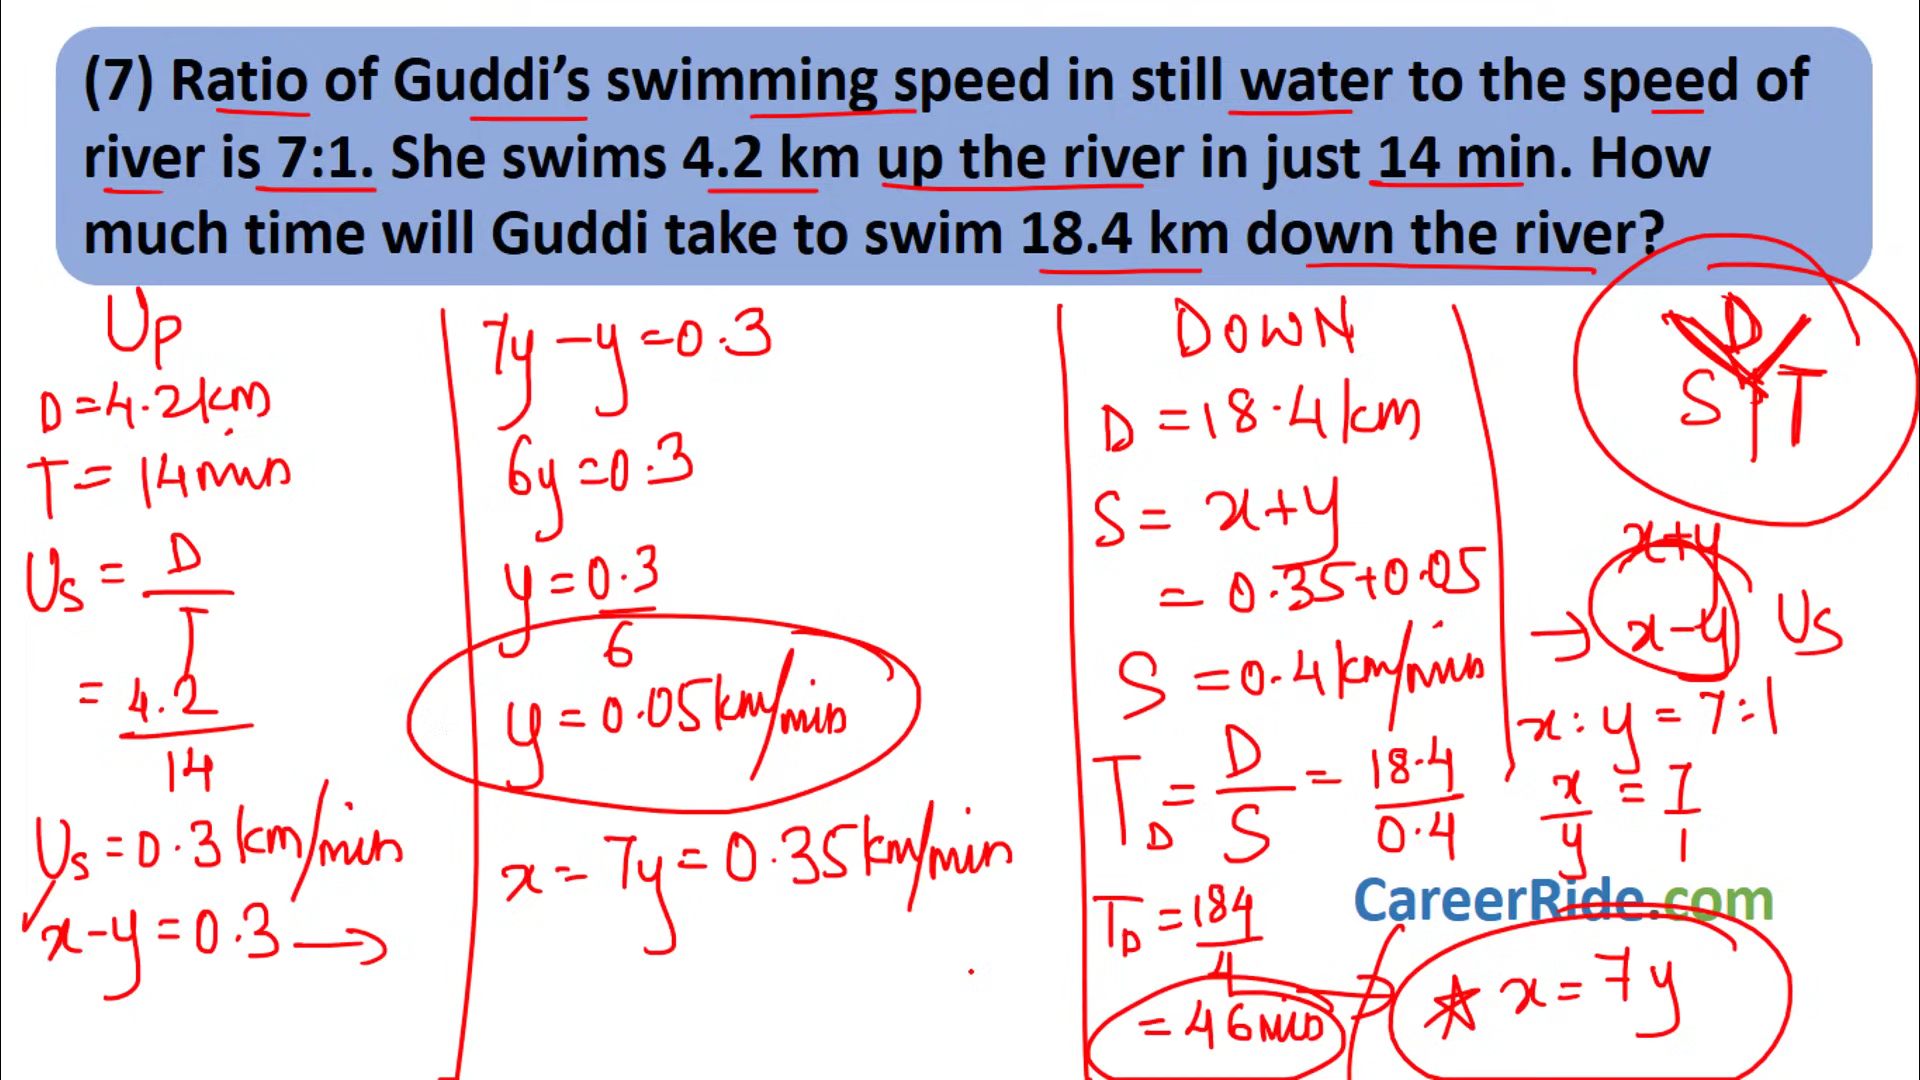 (7) Ratio of Guddi’s swimming speed in still water to the speed of
river is 7:1. She swims 4.2 km up the river in just 14 min. How
much time will Guddi take to swim 18.4 km down the river?
Up
D = 4.2 km
T = 14 min
Us = D
T
= 4.2
14
Us = 0.3 km/min
x-y = 0.3 →
7y - y = 0.3
6y = 0.3
y = 0.3
6
y = 0.05 km/min
x = 7y = 0.35 km/min
DOWN
D = 18.4 km
S = x+y
= 0.35+0.05
S = 0.4 km/min
TD = D = 18.4
S 0.4
TD = 184
4
= 46 min
D
S T
x+y
→ x-y Us
x : y = 7 : 1
x = 7
y 1
CareerRide.com
☆ x = 7y